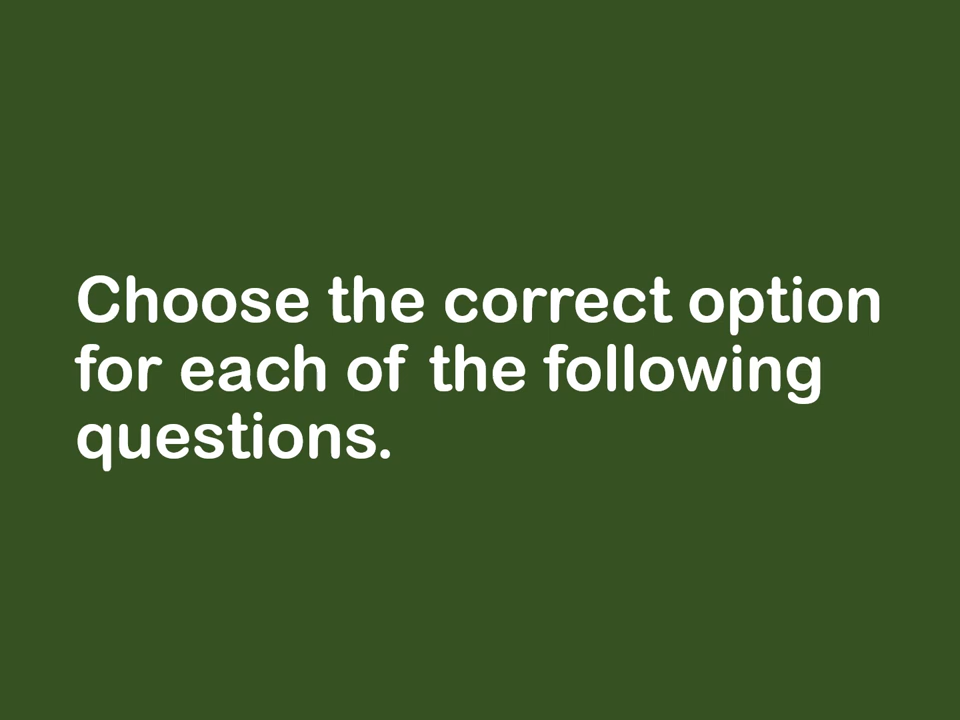 Choose the correct option
for each of the following
questions.